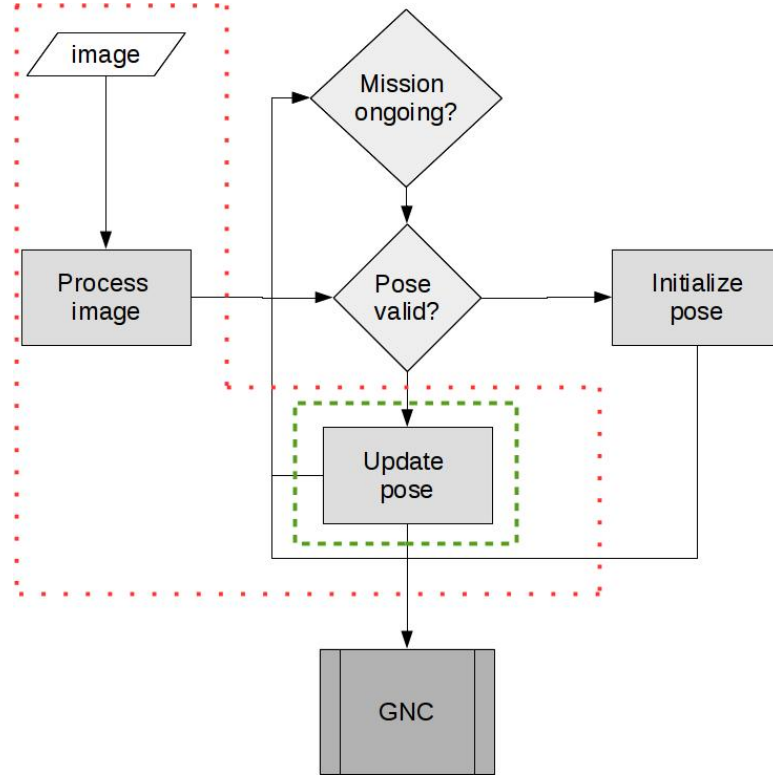 image
Mission
ongoing?
Process
image
Pose
valid?
Initialize
pose
Update
pose
GNC